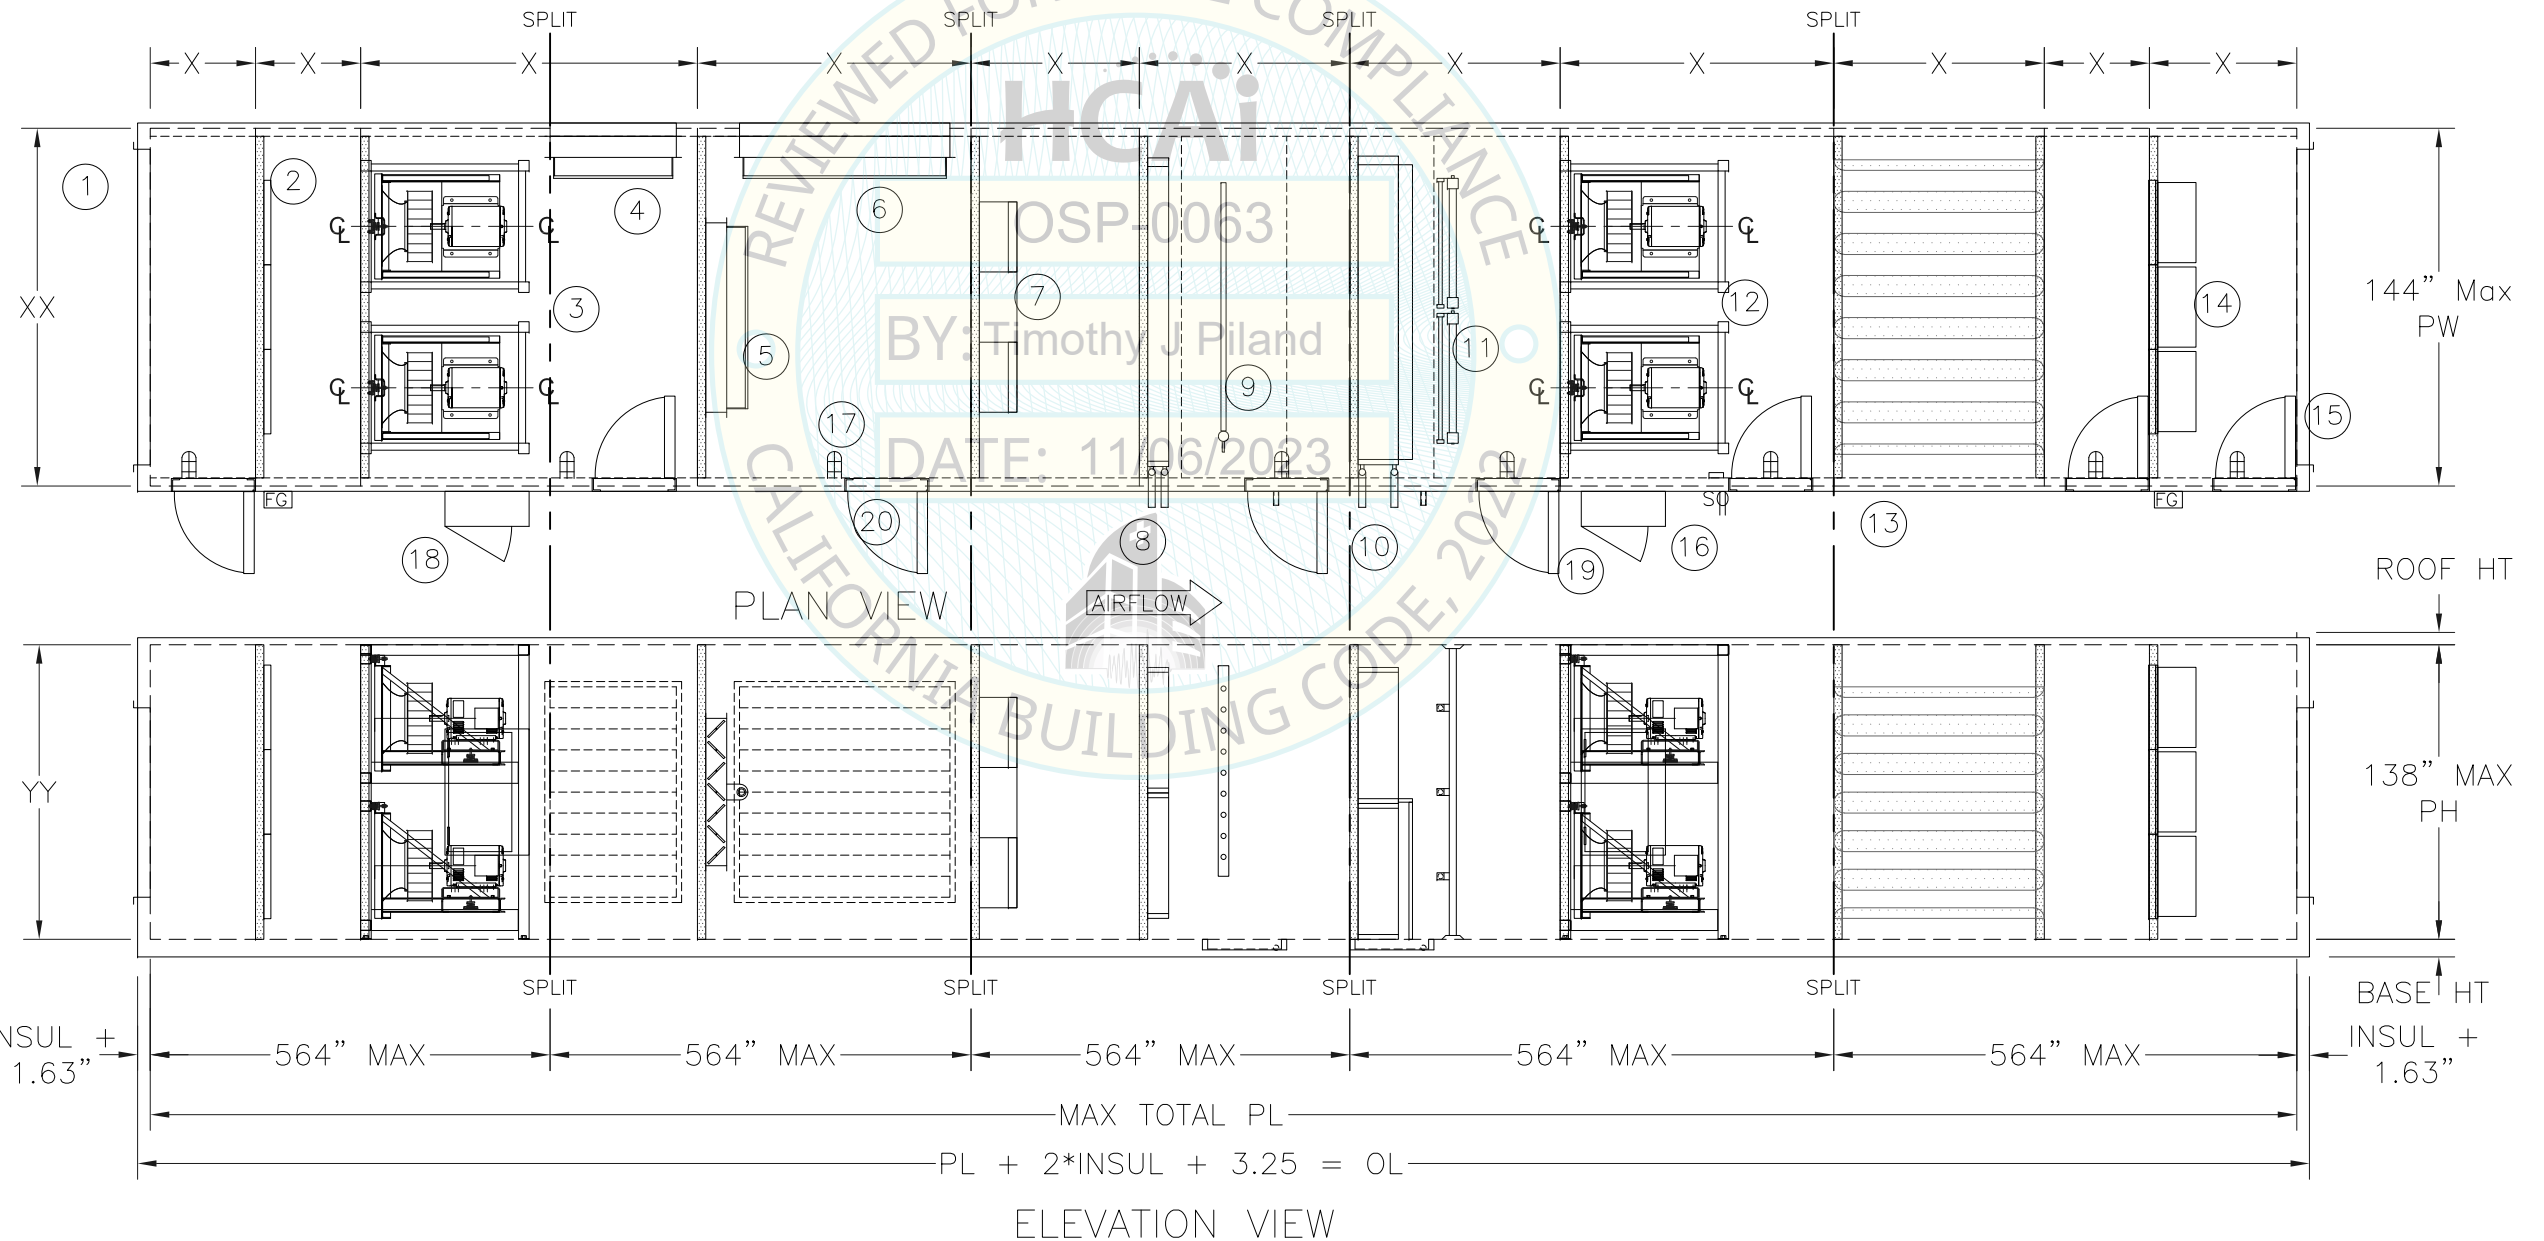 SPLIT SPLIT SPLIT SPLIT
X X X X X X X X X X X
REVIEWED FOR CODE COMPLIANCE
HCAi
OSP-0063
BY: Timothy J Piland
DATE: 11/06/2023
CALIFORNIA BUILDING CODE, 2022
1
2
3
4
5
6
7
8
9
10
11
12
13
14
15
16
17
18
19
20
XX
144” Max
PW
CL CL CL CL
CL CL CL CL
FG
SO
FG
PLAN VIEW
AIRFLOW
ROOF HT
YY
138” MAX
PH
SPLIT SPLIT SPLIT SPLIT
BASE HT
NSUL +
1.63”
564” MAX 564” MAX 564” MAX 564” MAX 564” MAX
INSUL +
1.63”
MAX TOTAL PL
PL + 2*INSUL + 3.25 = OL
ELEVATION VIEW